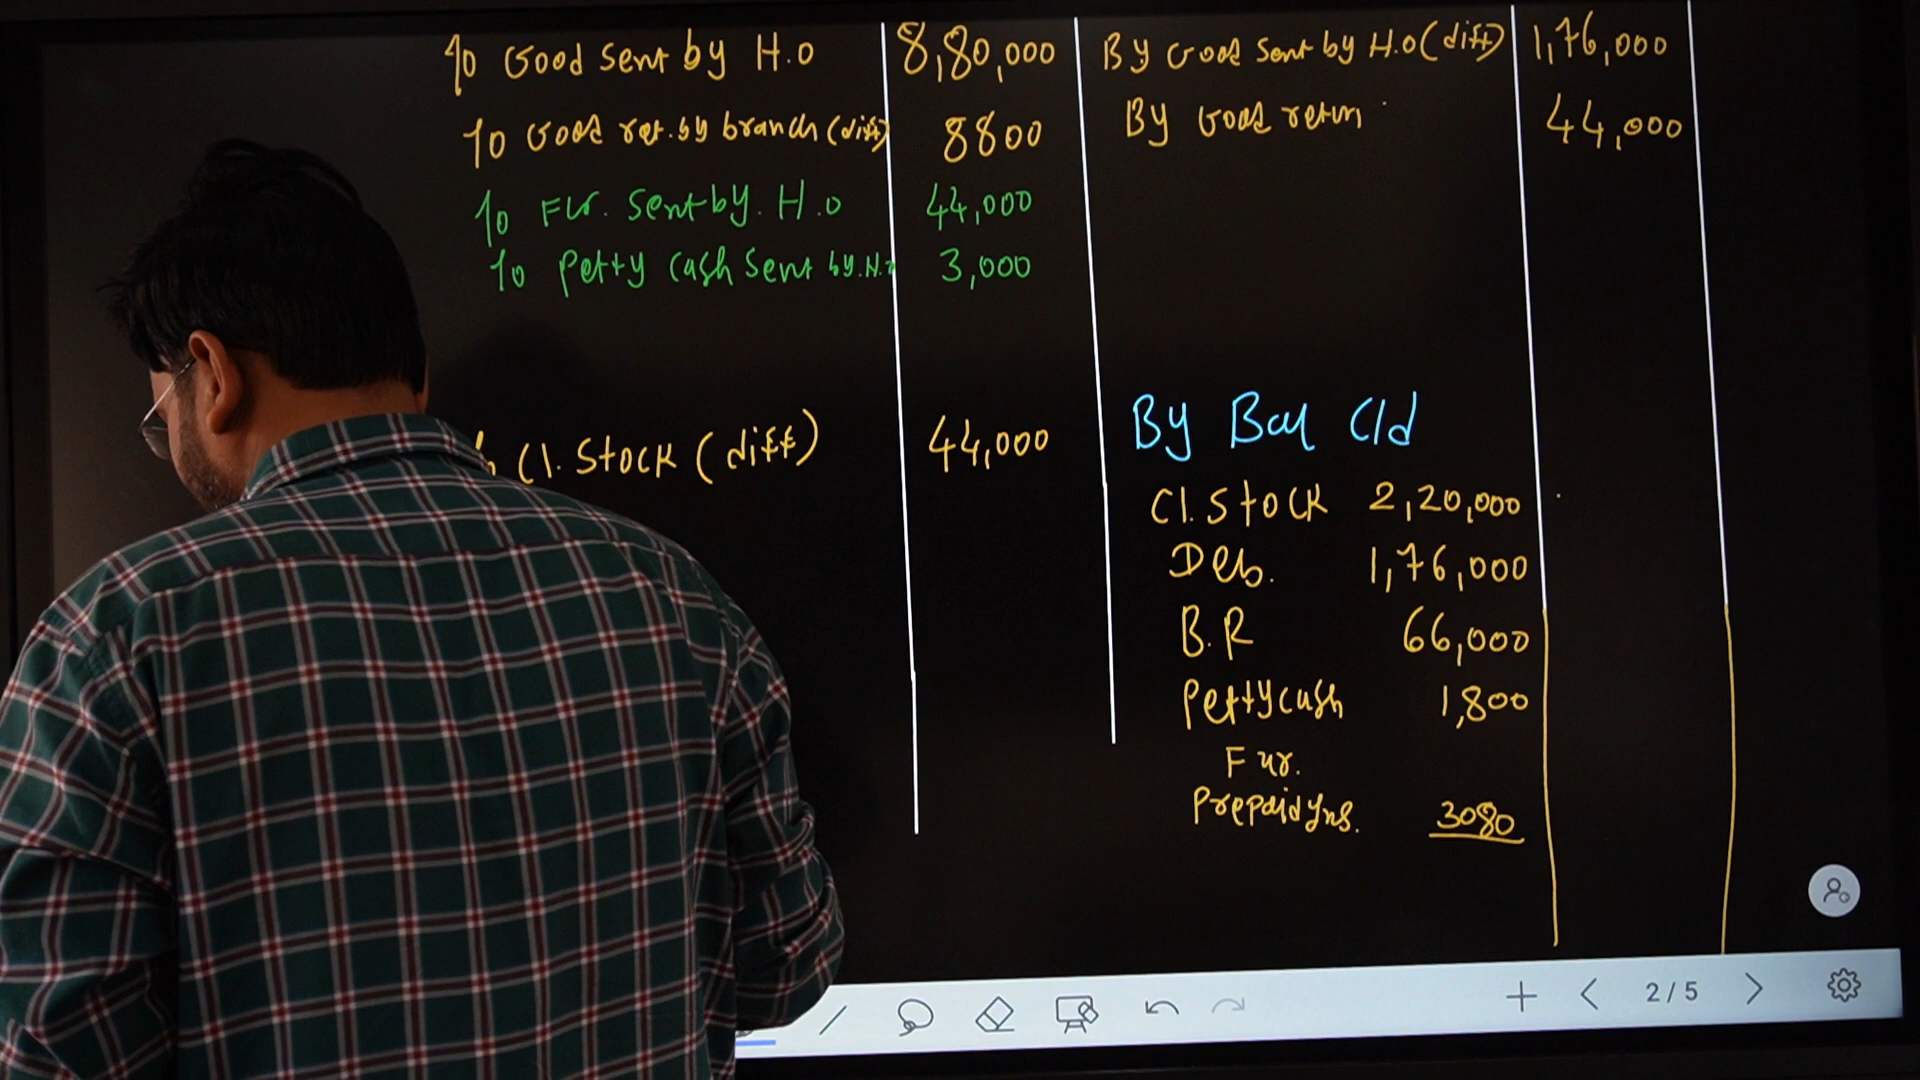 To Good Sent by H.O 8,80,000 By Good Sent by H.O (diff) 1,76,000
To Good ret. by branch (diff) 8800 By Good return 44,000
To Fur. Sent by. H.O 44,000
To Petty Cash Sent by. H.O 3,000
Cl. Stock (diff) 44,000 By Bal C/d
Cl. Stock 2,20,000
Deb. 1,76,000
B.R 66,000
Petty cash 1,800
Fur.
Prepaid Ins. 3080
2/5